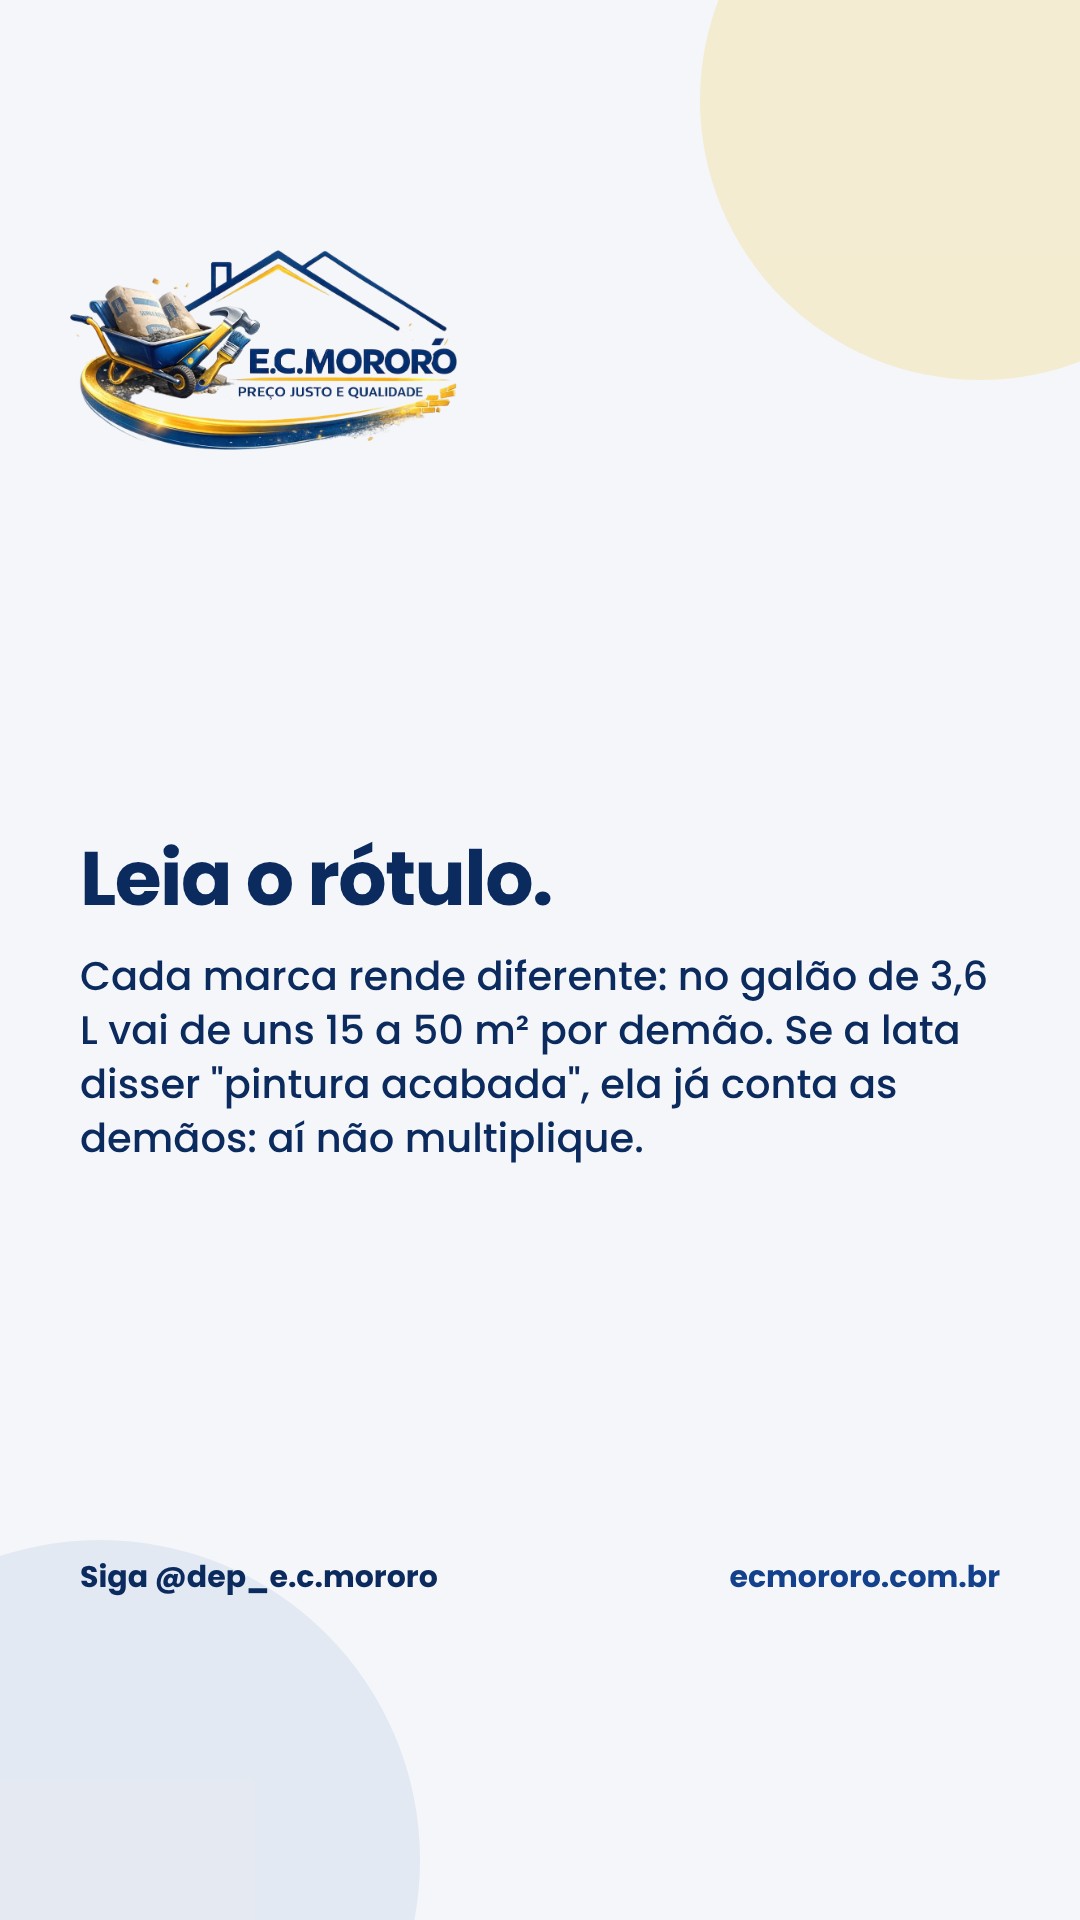 E.C.MORORÓ
PREÇO JUSTO E QUALIDADE
Leia o rótulo.
Cada marca rende diferente: no galão de 3,6
L vai de uns 15 a 50 m² por demão. Se a lata
disser "pintura acabada", ela já conta as
demãos: aí não multiplique.
Siga @dep_e.c.mororo
ecmororo.com.br